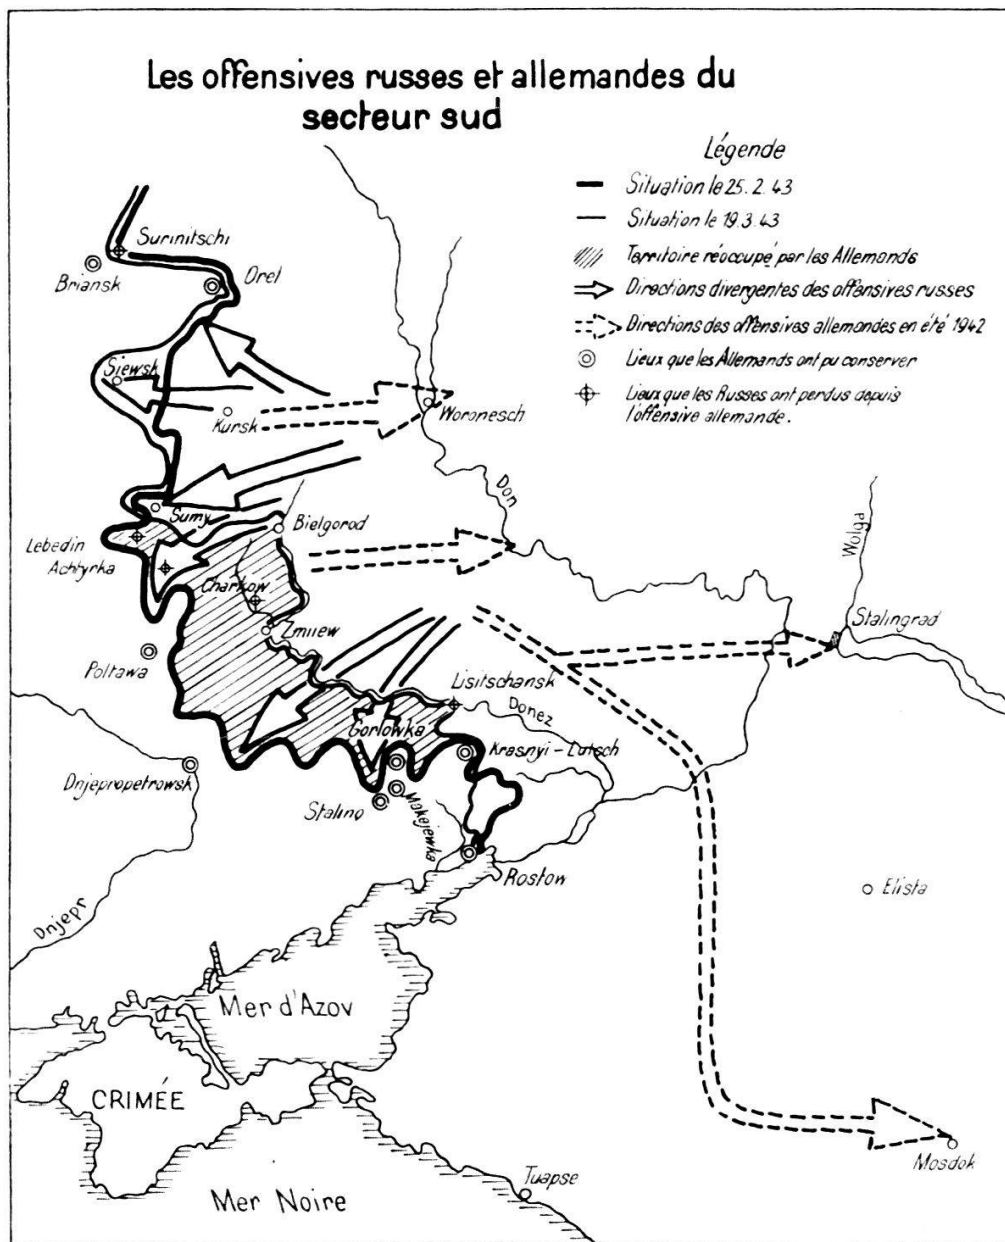 Les offensives russes et allemandes du
secteur sud
Légende
Situation le 25.2.43
Situation le 19.3.43
Territoire réoccupé par les Allemands
Directions divergentes des offensives russes
Directions des offensives allemandes en été 1942
Lieux que les Allemands ont pu conserver
Lieux que les Russes ont perdus depuis
l'offensive allemande.
Surinitschi
Briansk
Orel
Siewsk
Kursk
Woronesch
Don
Sumy
Bielgorod
Lebedin
Achtyrka
Wolga
Charkow
Zmiew
Stalingrad
Poltawa
Lisitschansk
Donez
Gorlowka
Krasnyi-Lutsch
Dnjepropetrowsk
Stalino
Makejewka
Rostow
Elista
Dnjepr
Mer d'Azov
CRIMÉE
Mosdok
Tuapse
Mer Noire